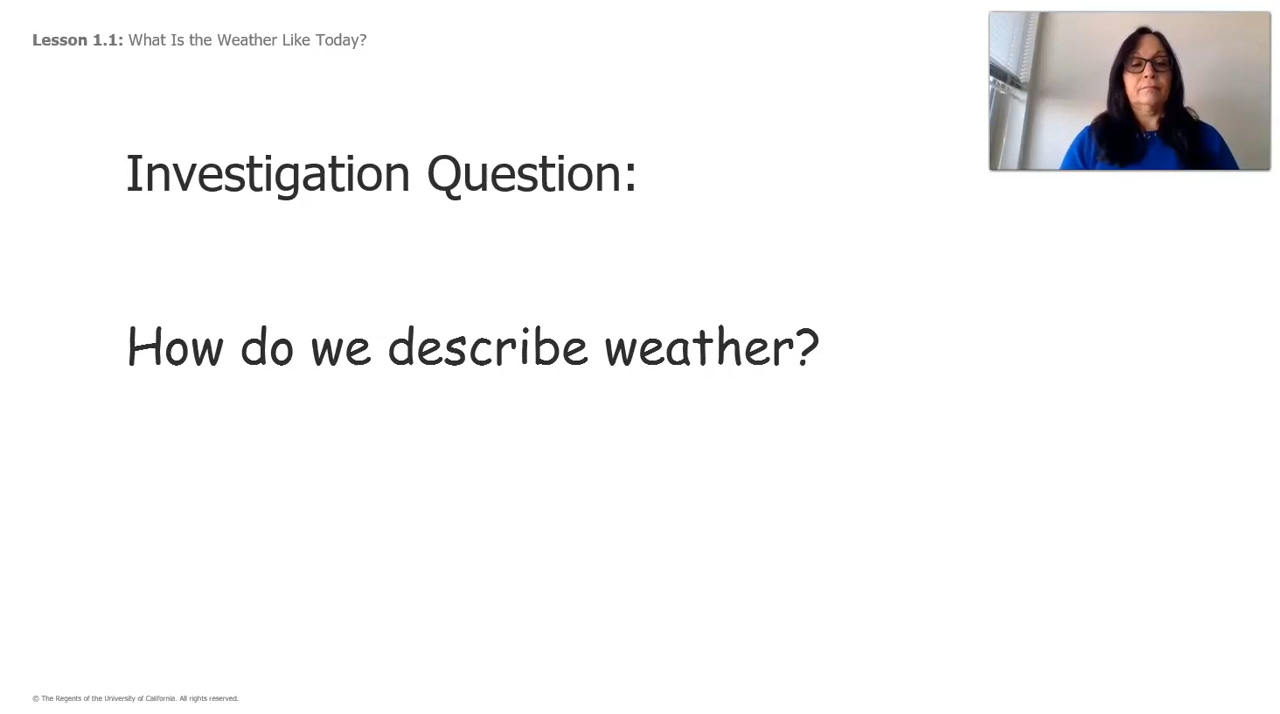 Lesson 1.1: What Is the Weather Like Today?
Investigation Question:
How do we describe weather?
© The Regents of the University of California. All rights reserved.